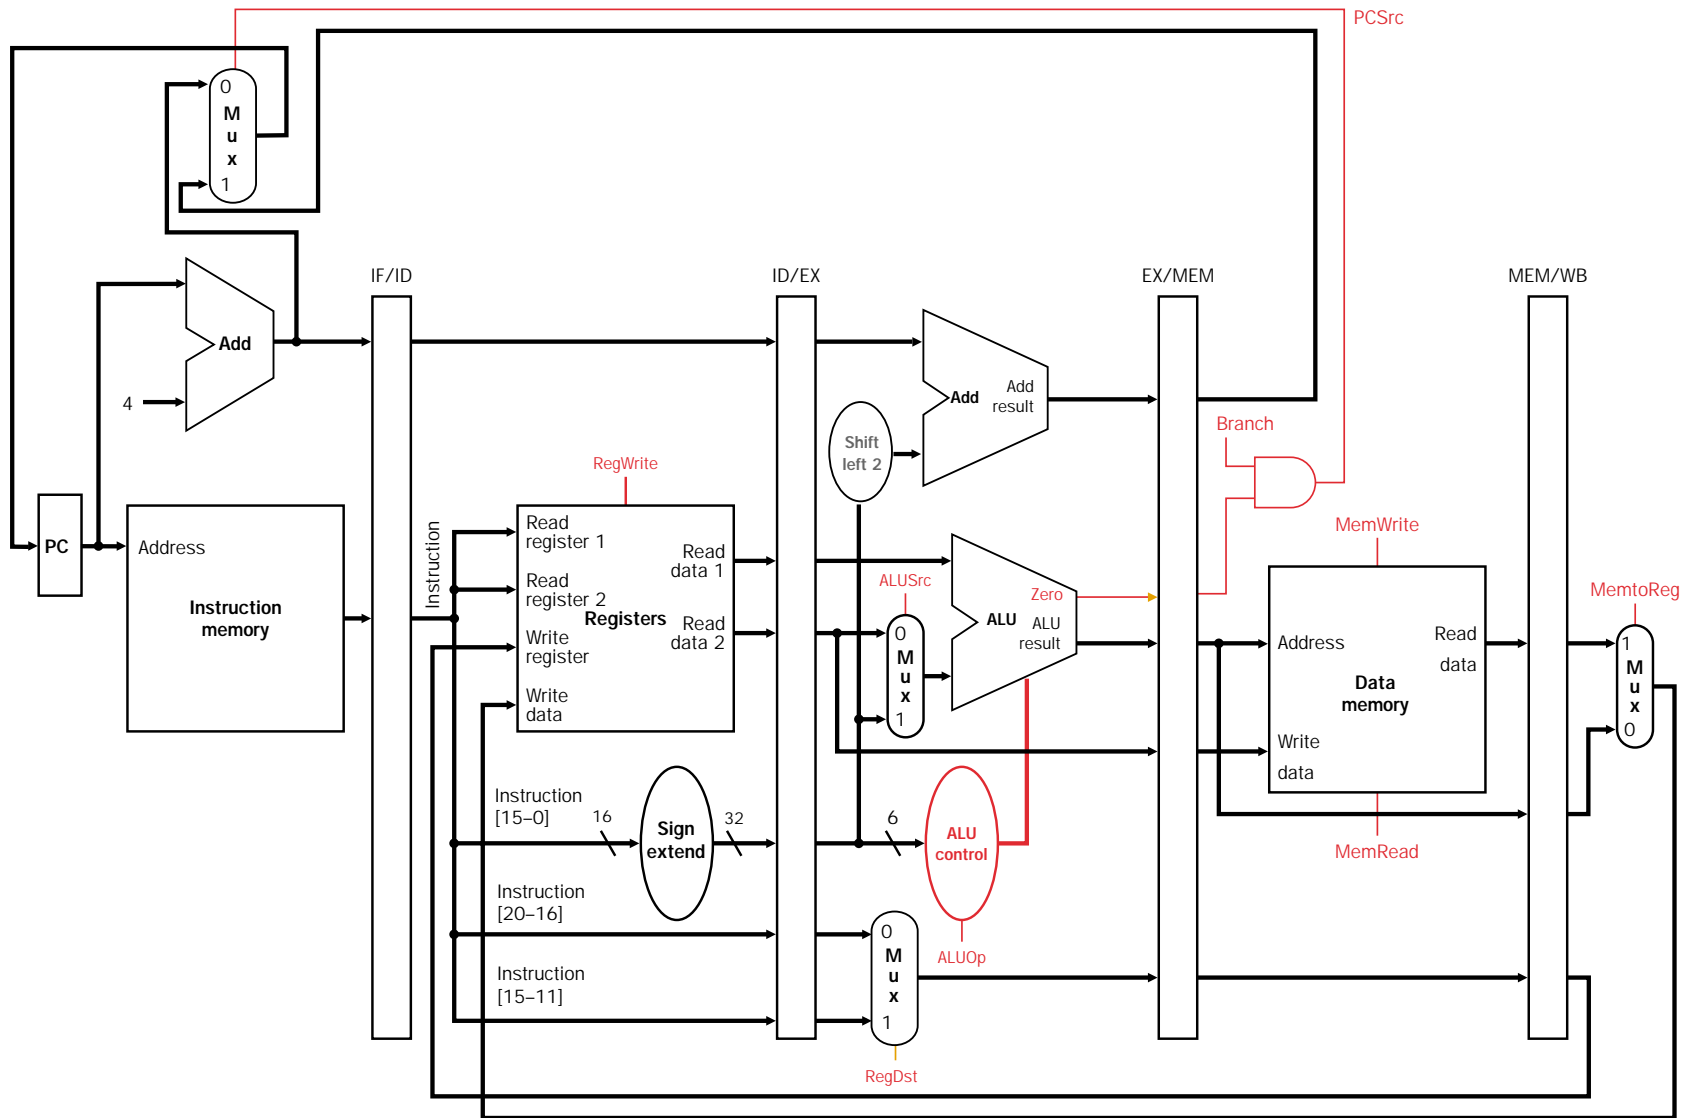 PCSrc
0
M
u
x
1
IF/ID
ID/EX
EX/MEM
MEM/WB
Add
4
Add
Add
result
Shift
left 2
Branch
RegWrite
PC
Address
Instruction
memory
Instruction
Read
register 1
Read
register 2
Write
register
Write
data
Registers
Read
data 1
Read
data 2
ALUSrc
0
M
u
x
1
Zero
ALU
ALU
result
MemWrite
Address
Read
data
Data
memory
Write
data
MemRead
MemtoReg
1
M
u
x
0
Instruction
[15–0]
16
Sign
extend
32
6
ALU
control
ALUOp
Instruction
[20–16]
Instruction
[15–11]
0
M
u
x
1
RegDst